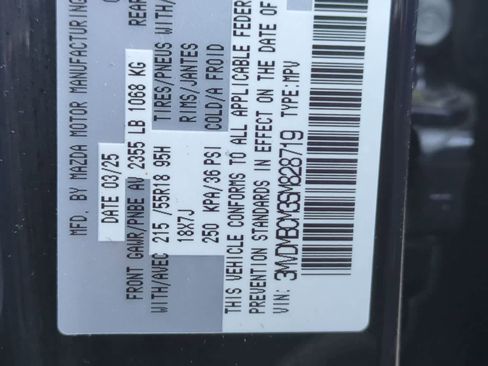 MFD. BY MAZDA MOTOR MANUFACTURING
DATE 03/25
FRONT GAWR/PNBE AV 2355 LB 1068 KG
WITH/AVEC 215 /55R18 95H TIRES/PNEUS WITH/
18X7J RIMS/JANTES
250 KPA/36 PSI COLD/A FROID
THIS VEHICLE CONFORMS TO ALL APPLICABLE FEDER
PREVENTION STANDARDS IN EFFECT ON THE DATE OF
VIN: 3MVDMBCM3SM828719 TYPE:MPV